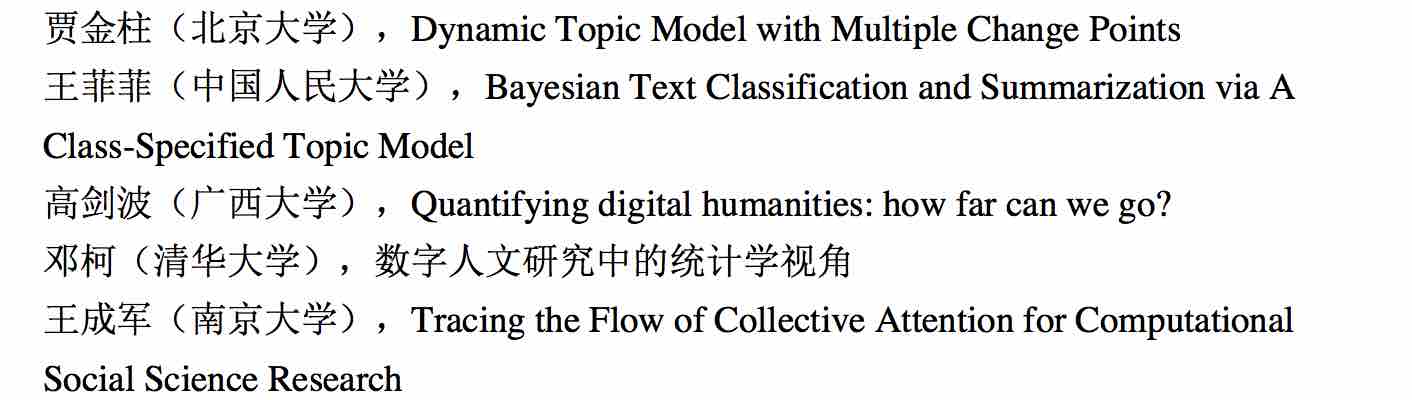 贾金柱（北京大学），Dynamic Topic Model with Multiple Change Points
王菲菲（中国人民大学），Bayesian Text Classification and Summarization via A
Class-Specified Topic Model
高剑波（广西大学），Quantifying digital humanities: how far can we go?
邓柯（清华大学），数字人文研究中的统计学视角
王成军（南京大学），Tracing the Flow of Collective Attention for Computational
Social Science Research